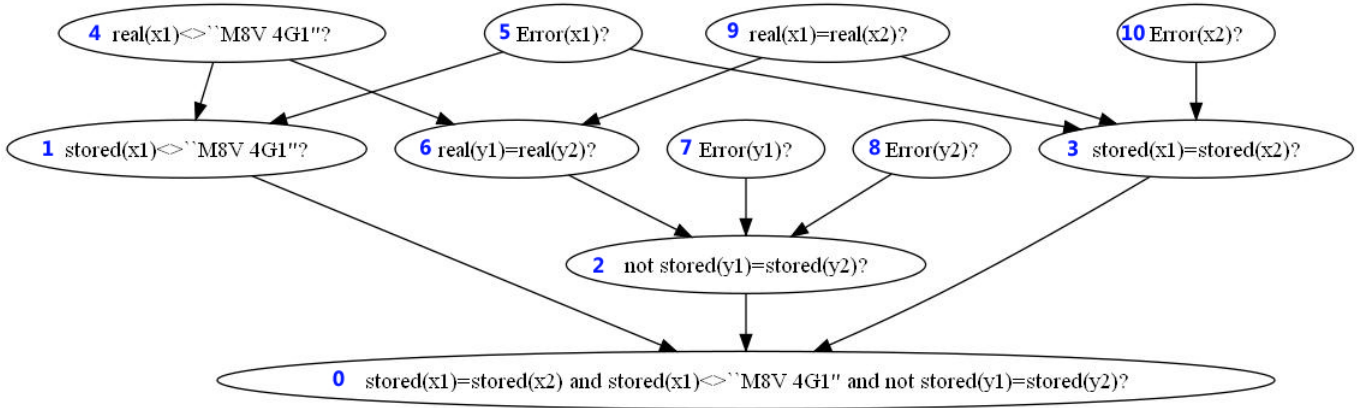 4 real(x1)<>``M8V 4G1''?
5 Error(x1)?
9 real(x1)=real(x2)?
10 Error(x2)?
1 stored(x1)<>``M8V 4G1''?
6 real(y1)=real(y2)?
7 Error(y1)?
8 Error(y2)?
3 stored(x1)=stored(x2)?
2 not stored(y1)=stored(y2)?
0 stored(x1)=stored(x2) and stored(x1)<>``M8V 4G1'' and not stored(y1)=stored(y2)?